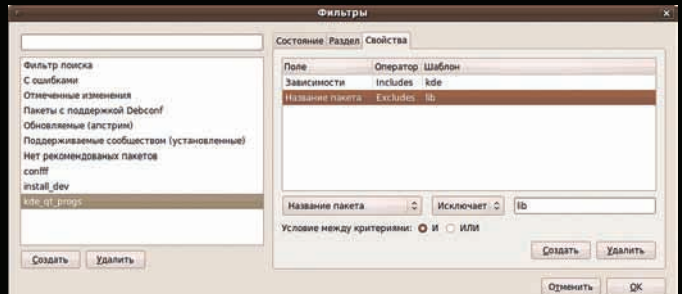 Фильтры
Состояние Раздел Свойства
Фильтр поиска
С ошибками
Отмеченные изменения
Пакеты с поддержкой Debconf
Обновляемые (апстрим)
Поддерживаемые сообществом (установленные)
Нет рекомендованых пакетов
confff
install_dev
kde_qt_progs
Создать Удалить
Поле Оператор Шаблон
Зависимости Includes kde
Название пакета Excludes lib
Название пакета Исключает lib
Условие между критериями: И ИЛИ
Создать Удалить
Отменить OK